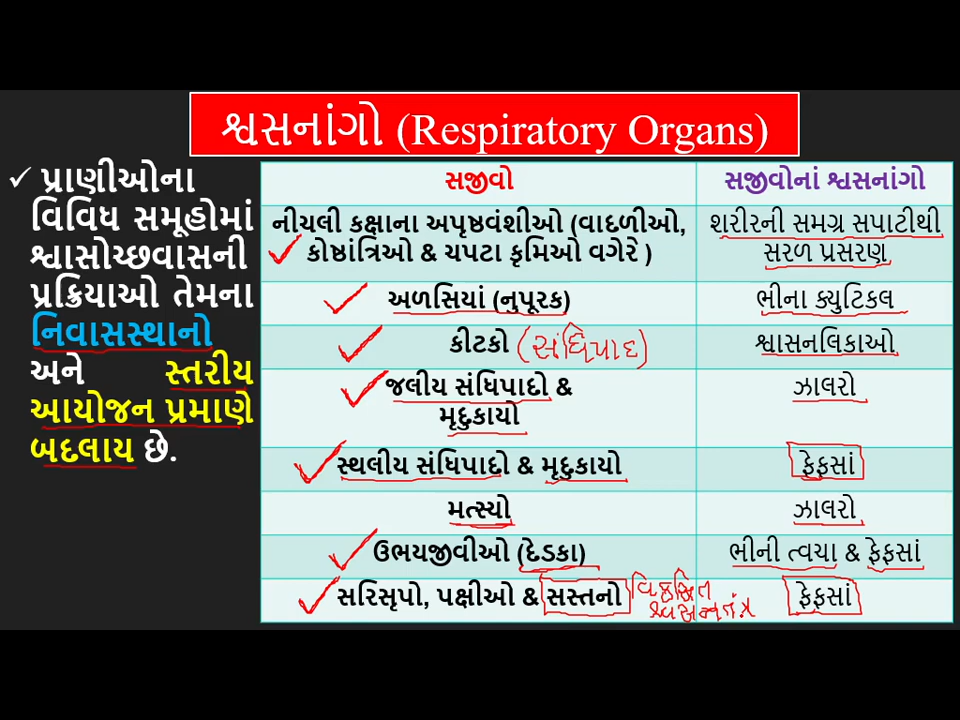 શ્વસનાંગો (Respiratory Organs)
✓ પ્રાણીઓના
વિવિધ સમૂહોમાં
શ્વાસોચ્છવાસની
પ્રક્રિયાઓ તેમના
નિવાસસ્થાનો
અને સ્તરીય
આયોજન પ્રમાણે
બદલાય છે.
સજીવો સજીવોનાં શ્વસનાંગો
નીચલી કક્ષાના અપૃષ્ઠવંશીઓ (વાદળીઓ, શરીરની સમગ્ર સપાટીથી
કોષ્ઠાંત્રિઓ & ચપટા કૃમિઓ વગેરે ) સરળ પ્રસરણ
અળસિયાં (નુપૂરક) ભીના ક્યુટિકલ
કીટકો (સંધિપાદ) શ્વાસનલિકાઓ
જલીય સંધિપાદો & ઝાલરો
મૃદુકાયો
સ્થલીય સંધિપાદો & મૃદુકાયો ફેફસાં
મત્સ્યો ઝાલરો
ઉભયજીવીઓ (દેડકા) ભીની ત્વચા & ફેફસાં
સરિસૃપો, પક્ષીઓ & સસ્તનો વિકસિત ફેફસાં
શ્વસનતંત્ર